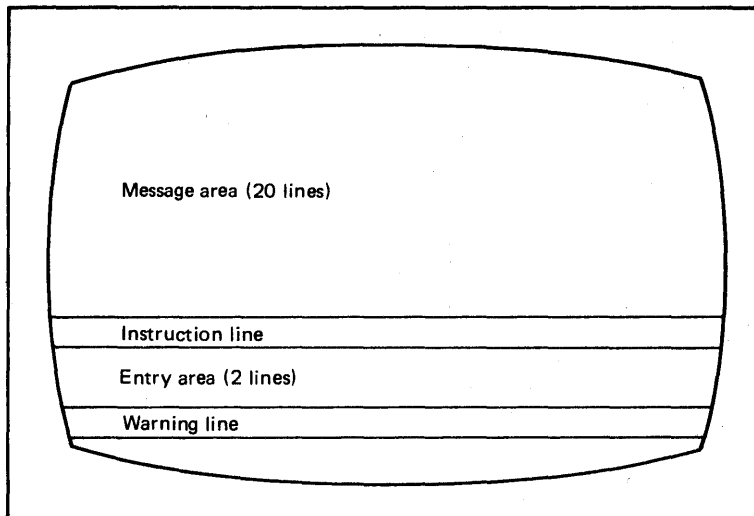 Message area (20 lines)
Instruction line
Entry area (2 lines)
Warning line